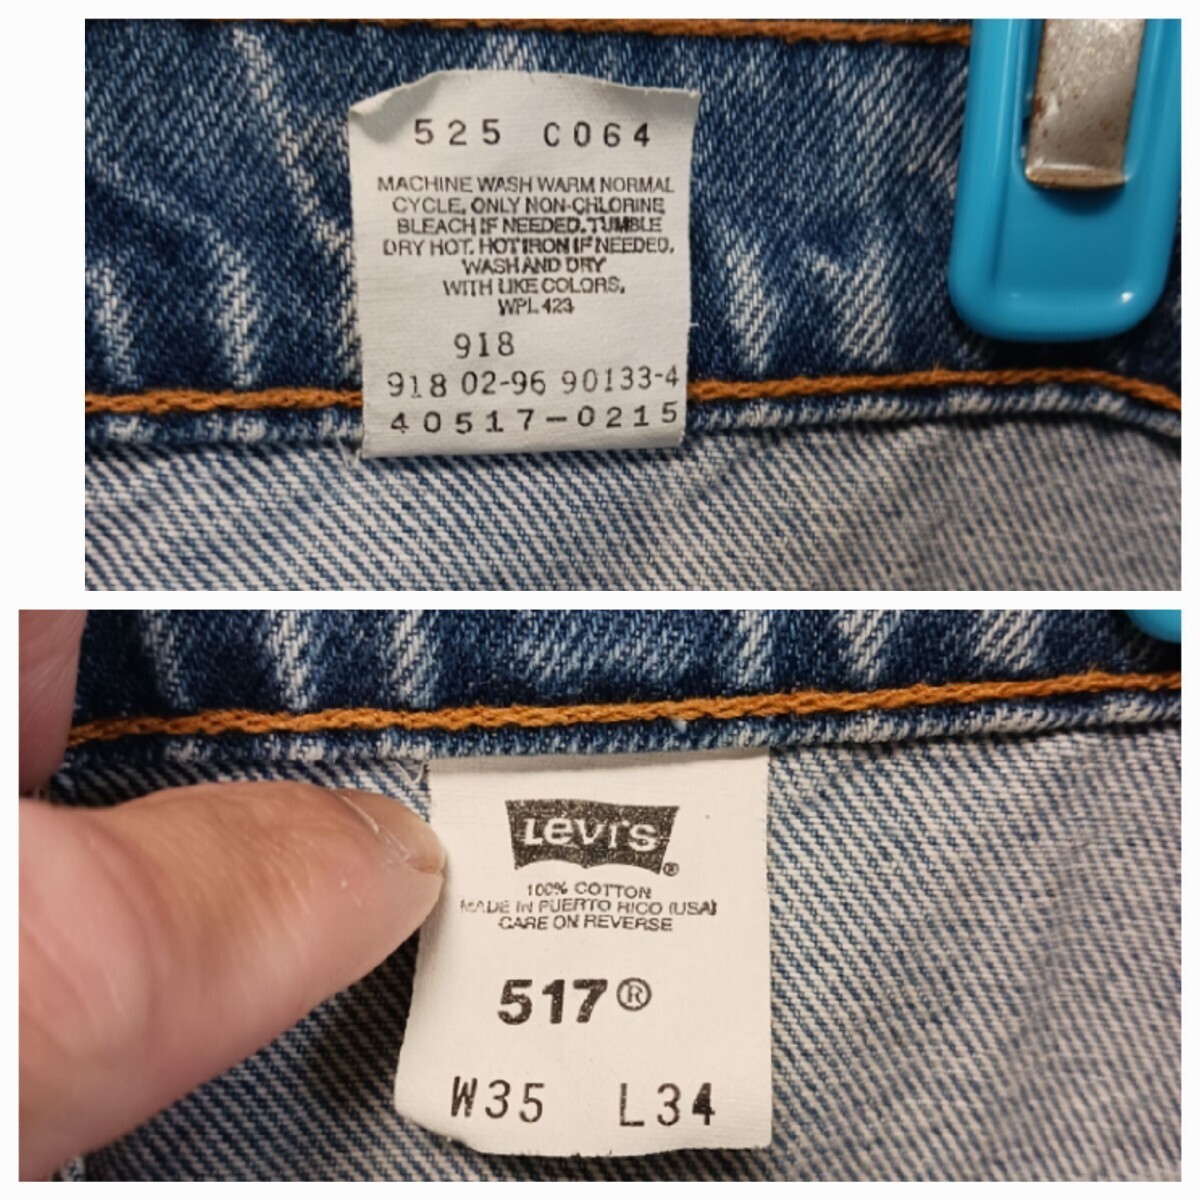 525 C064
MACHINE WASH WARM NORMAL
CYCLE, ONLY NON-CHLORINE
BLEACH IF NEEDED. TUMBLE
DRY HOT. HOT IRON IF NEEDED.
WASH AND DRY
WITH LIKE COLORS.
WPL 423
918
918 02-96 90133-4
40517-0215
Levi's®
100% COTTON
MADE IN PUERTO RICO (USA)
CARE ON REVERSE
517®
W35 L34